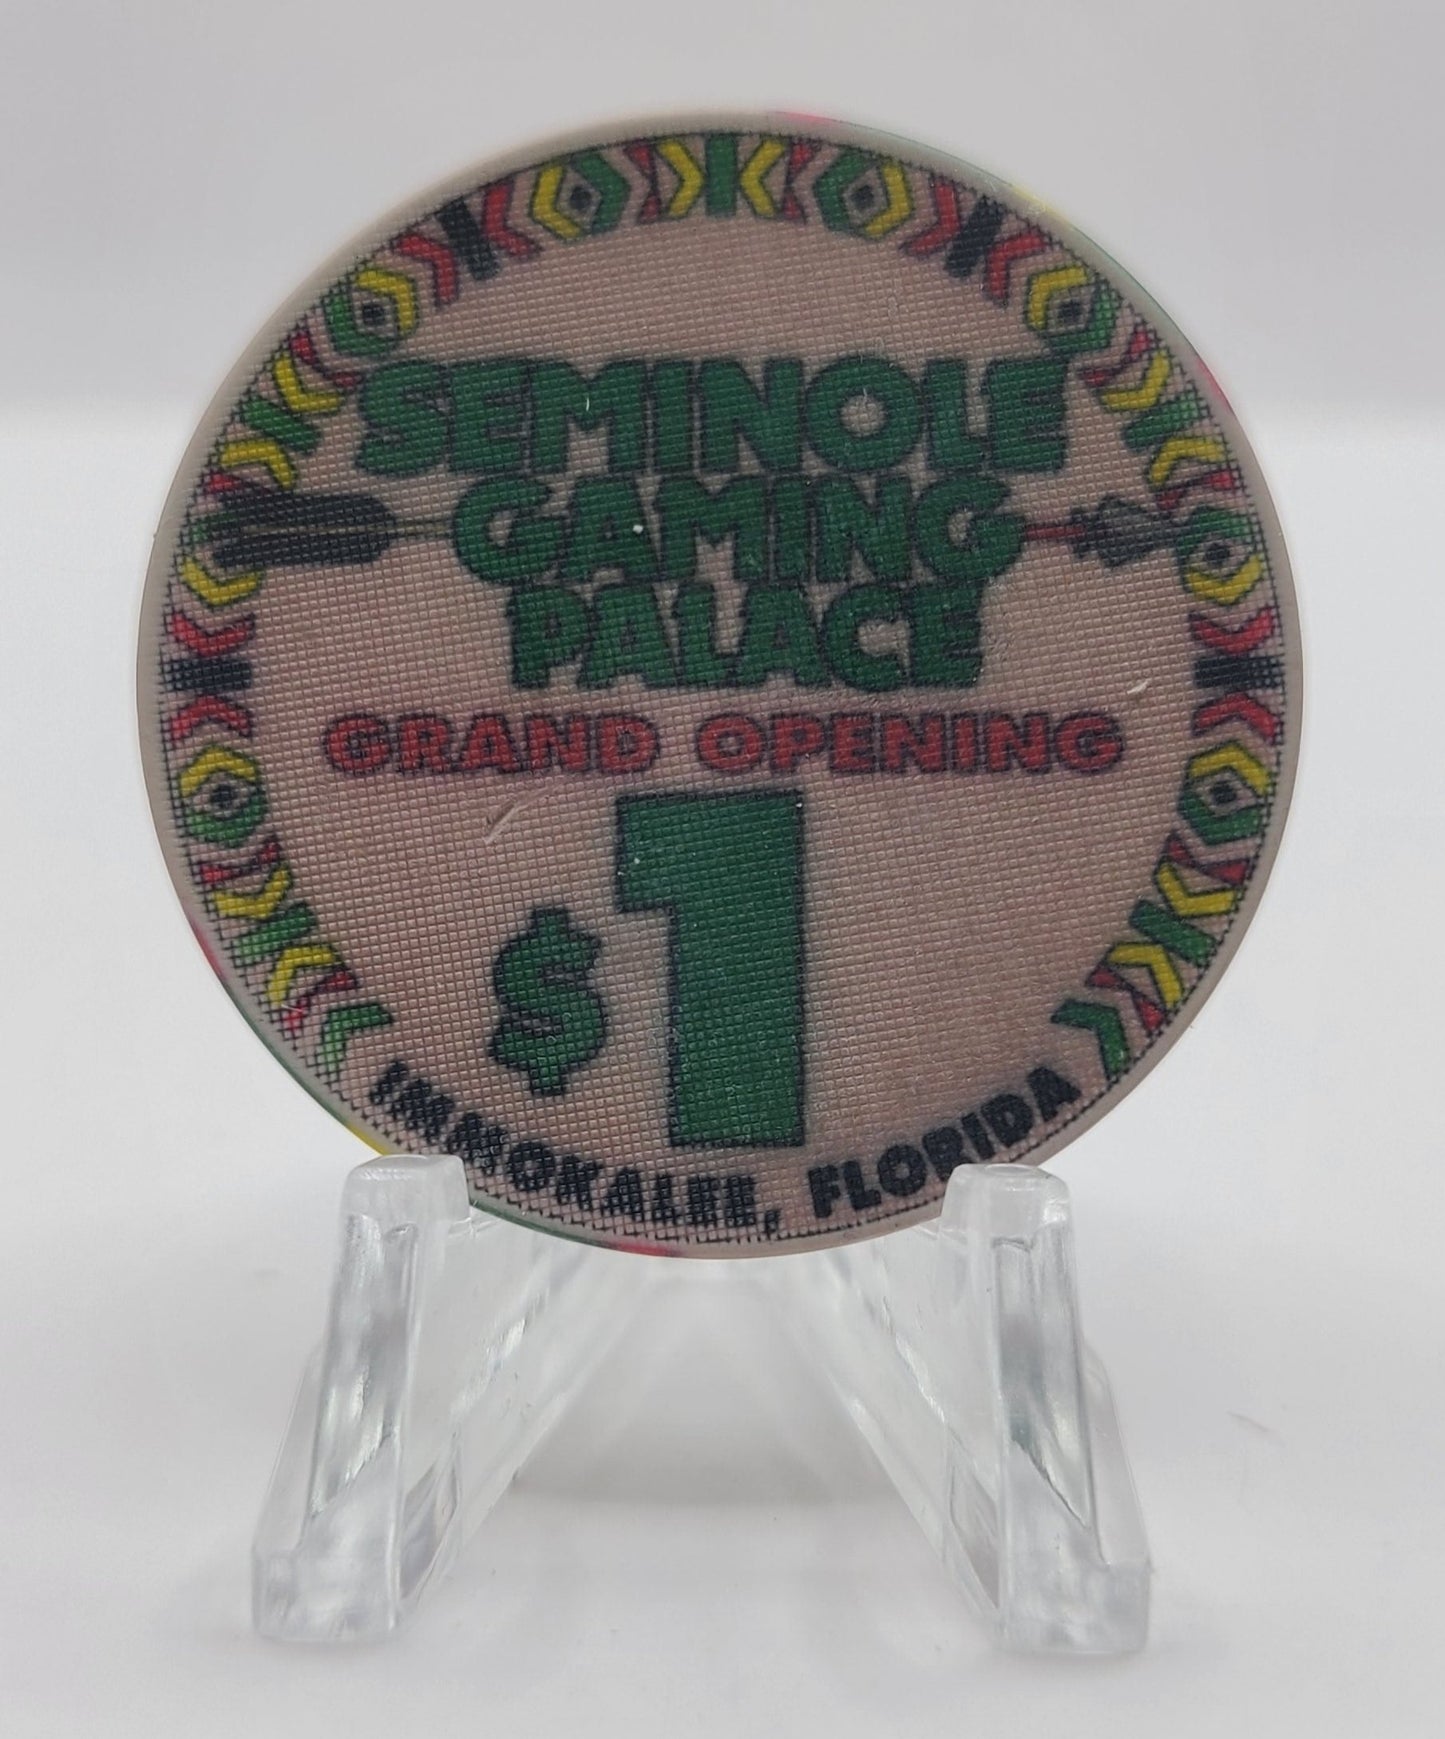 SEMINOLE
GAMING
PALACE
GRAND OPENING
$1
IMMOKALEE, FLORIDA